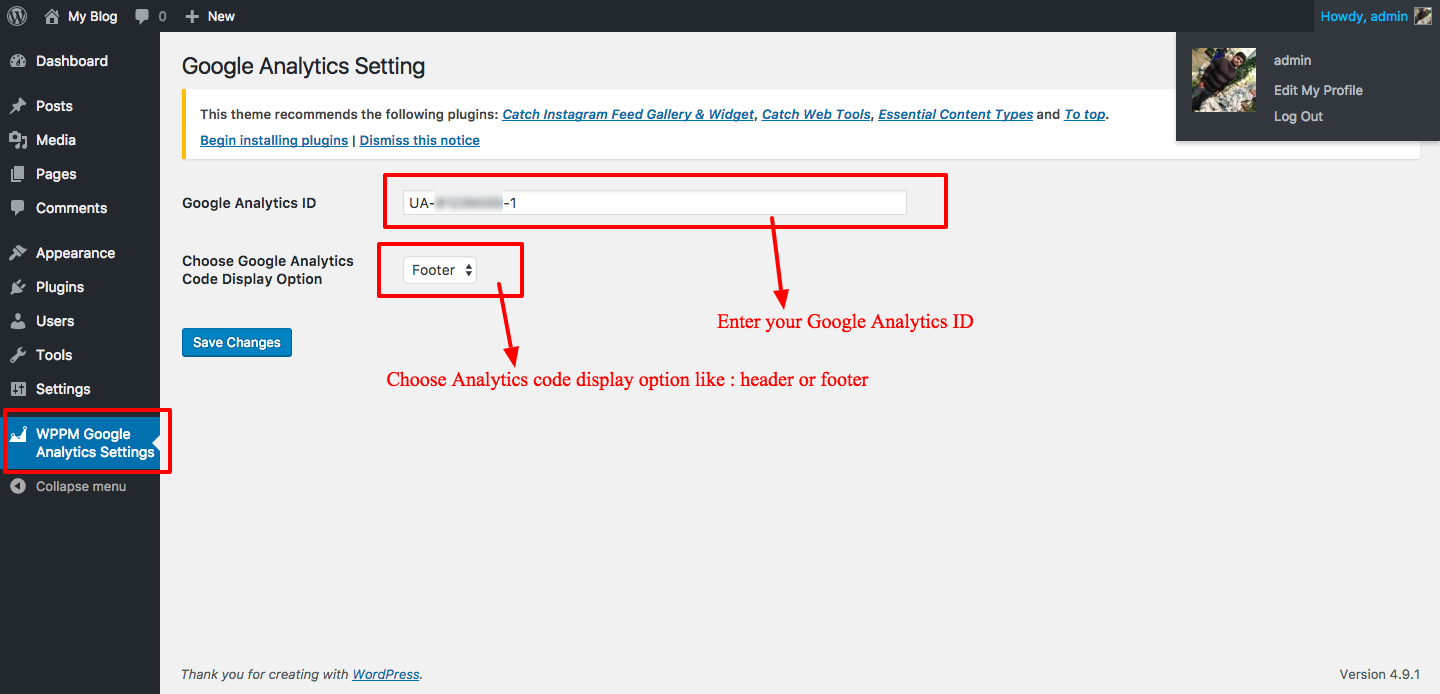 My Blog 0 New Howdy, admin
admin
Edit My Profile
Log Out
Dashboard
Posts
Media
Pages
Comments
Appearance
Plugins
Users
Tools
Settings
WPPM Google
Analytics Settings
Collapse menu
Google Analytics Setting
This theme recommends the following plugins: Catch Instagram Feed Gallery & Widget, Catch Web Tools, Essential Content Types and To top.
Begin installing plugins | Dismiss this notice
Google Analytics ID
UA- -1
Choose Google Analytics
Code Display Option
Footer
Enter your Google Analytics ID
Save Changes
Choose Analytics code display option like : header or footer
Thank you for creating with WordPress.
Version 4.9.1